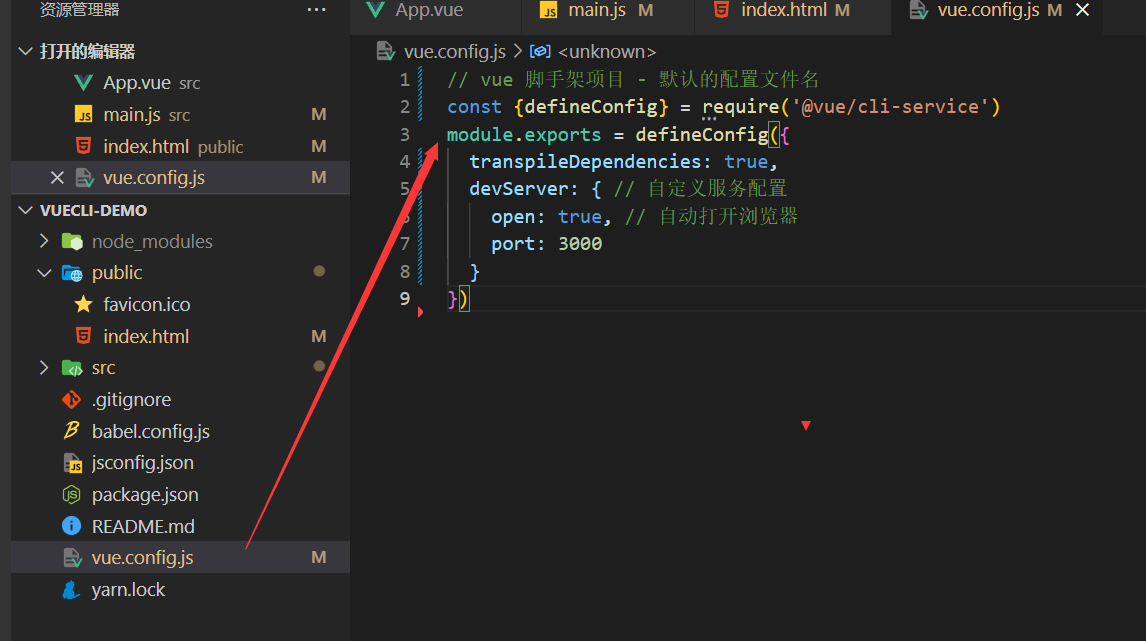 资源管理器 ···
打开的编辑器
App.vue src
main.js src M
index.html public M
vue.config.js M
VUECLI-DEMO
node_modules
public
favicon.ico
index.html M
src
.gitignore
babel.config.js
jsconfig.json
package.json
README.md
vue.config.js M
yarn.lock
App.vue
main.js M
index.html M
vue.config.js M
vue.config.js > <unknown>
1 // vue 脚手架项目 - 默认的配置文件名
2 const {defineConfig} = require('@vue/cli-service')
3 module.exports = defineConfig({
4 transpileDependencies: true,
5 devServer: { // 自定义服务配置
6 open: true, // 自动打开浏览器
7 port: 3000
8 }
9 })